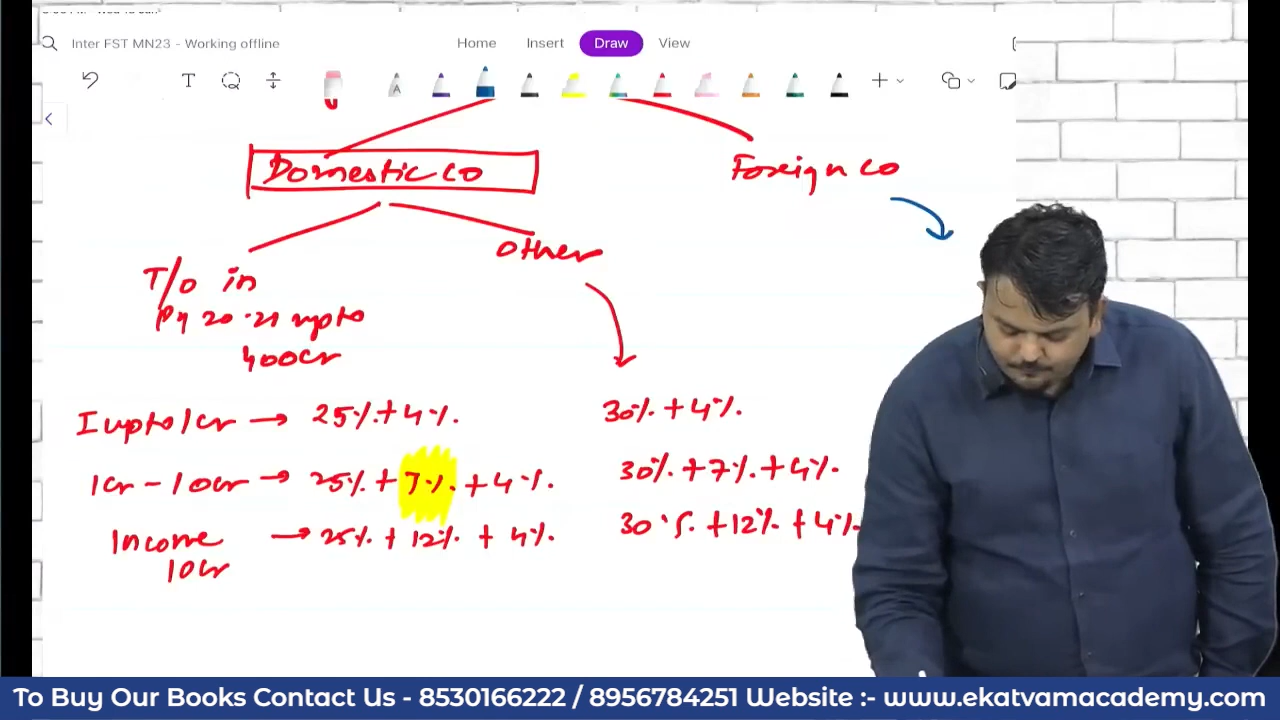 Inter FST MN23 - Working offline
Home Insert Draw View
Domestic co
Foreign co
T/O in
Py 20-21 upto
400cr
Other
I upto 1cr → 25% + 4%.
30% + 4%.
1cr - 10cr → 25% + 7% + 4%.
30% + 7% + 4%.
Income → 25% + 12% + 4%.
10cr
30% + 12% + 4%.
To Buy Our Books Contact Us - 8530166222 / 8956784251 Website :- www.ekatvamacademy.com